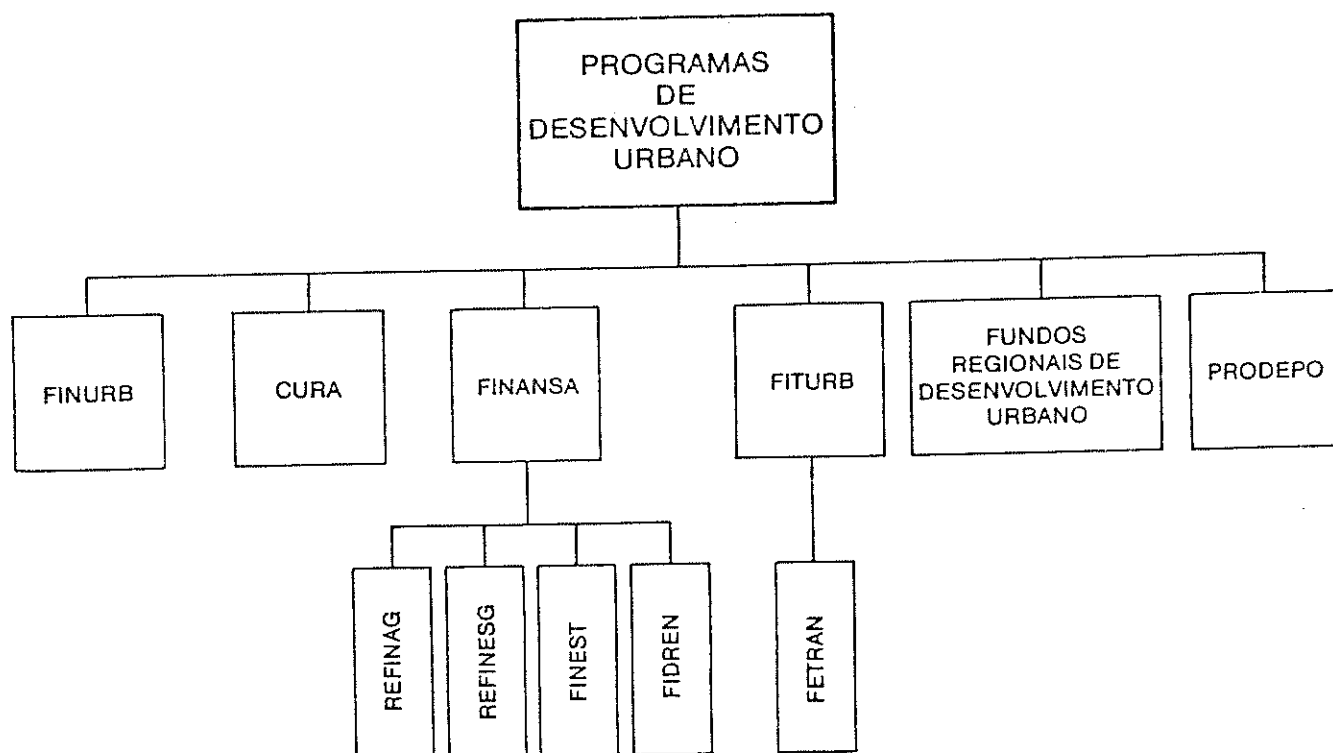 PROGRAMAS
DE
DESENVOLVIMENTO
URBANO
FINURB
CURA
FINANSA
FITURB
FUNDOS
REGIONAIS DE
DESENVOLVIMENTO
URBANO
PRODEPO
REFINAG
REFINESG
FINEST
FIDREN
FETRAN